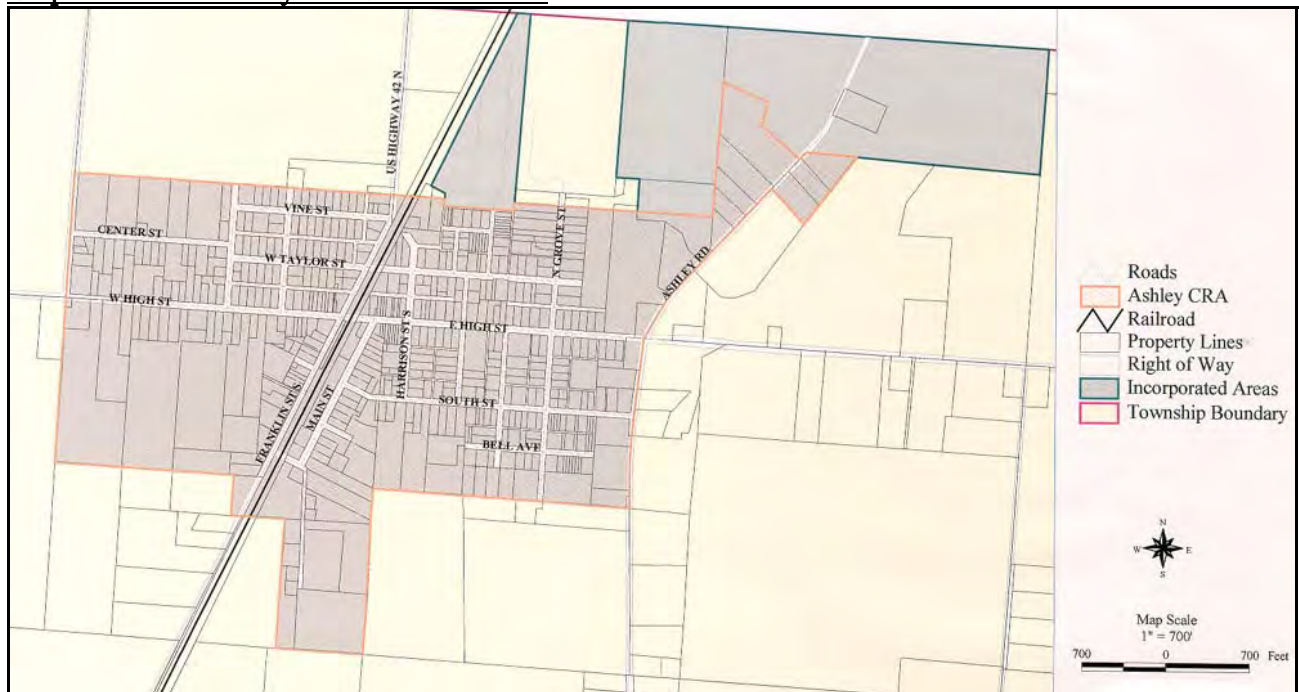 US HIGHWAY 42 N
VINE ST
CENTER ST
W TAYLOR ST
N GROVE ST
ASHLEY RD
W HIGH ST
E HIGH ST
HARRISON ST S
FRANKLIN ST S
MAIN ST
SOUTH ST
BELL AVE
Roads
Ashley CRA
Railroad
Property Lines
Right of Way
Incorporated Areas
Township Boundary
N
W E
S
Map Scale
1" = 700'
700 0 700 Feet